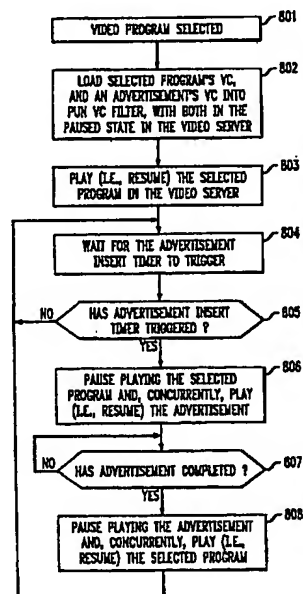 801
VIDEO PROGRAM SELECTED
802
LOAD SELECTED PROGRAM'S VC,
AND AN ADVERTISEMENT'S VC INTO
PUN VC FILTER, WITH BOTH IN THE
PAUSED STATE IN THE VIDEO SERVER
803
PLAY (I.E., RESUME) THE SELECTED
PROGRAM IN THE VIDEO SERVER
804
WAIT FOR THE ADVERTISEMENT
INSERT TIMER TO TRIGGER
805
NO
HAS ADVERTISEMENT INSERT
TIMER TRIGGERED ?
YES
806
PAUSE PLAYING THE SELECTED
PROGRAM AND, CONCURRENTLY, PLAY
(I.E., RESUME) THE ADVERTISEMENT
807
NO
HAS ADVERTISEMENT COMPLETED ?
YES
808
PAUSE PLAYING THE ADVERTISEMENT
AND, CONCURRENTLY, PLAY (I.E.,
RESUME) THE SELECTED PROGRAM